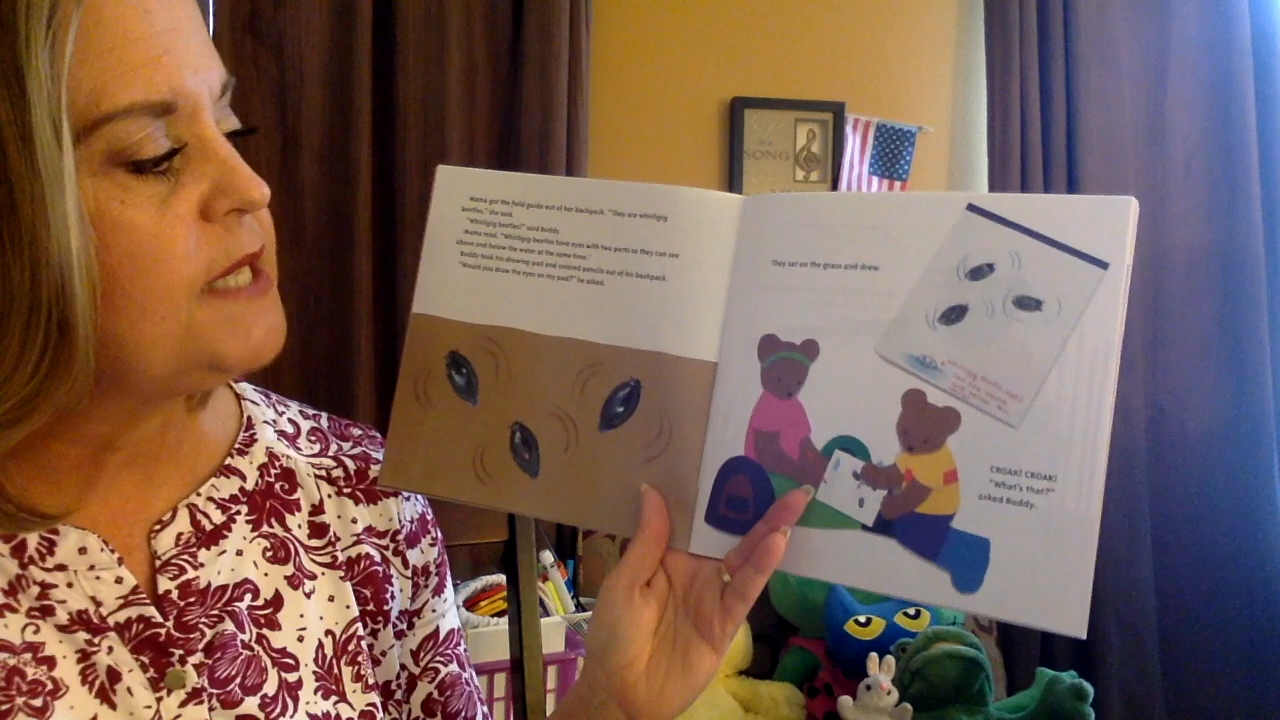 Mama got the field guide out of her backpack. "They are whirligig
beetles," she said.
"Whirligig beetles!" said Buddy.
Mama read, "Whirligig beetles have eyes with two parts so they can see
above and below the water at the same time."
Buddy took his drawing pad and colored pencils out of his backpack.
"Would you draw the eyes on my pad?" he asked.
They sat on the grass and drew.
CROAK! CROAK!
"What's that?"
asked Buddy.
SONG